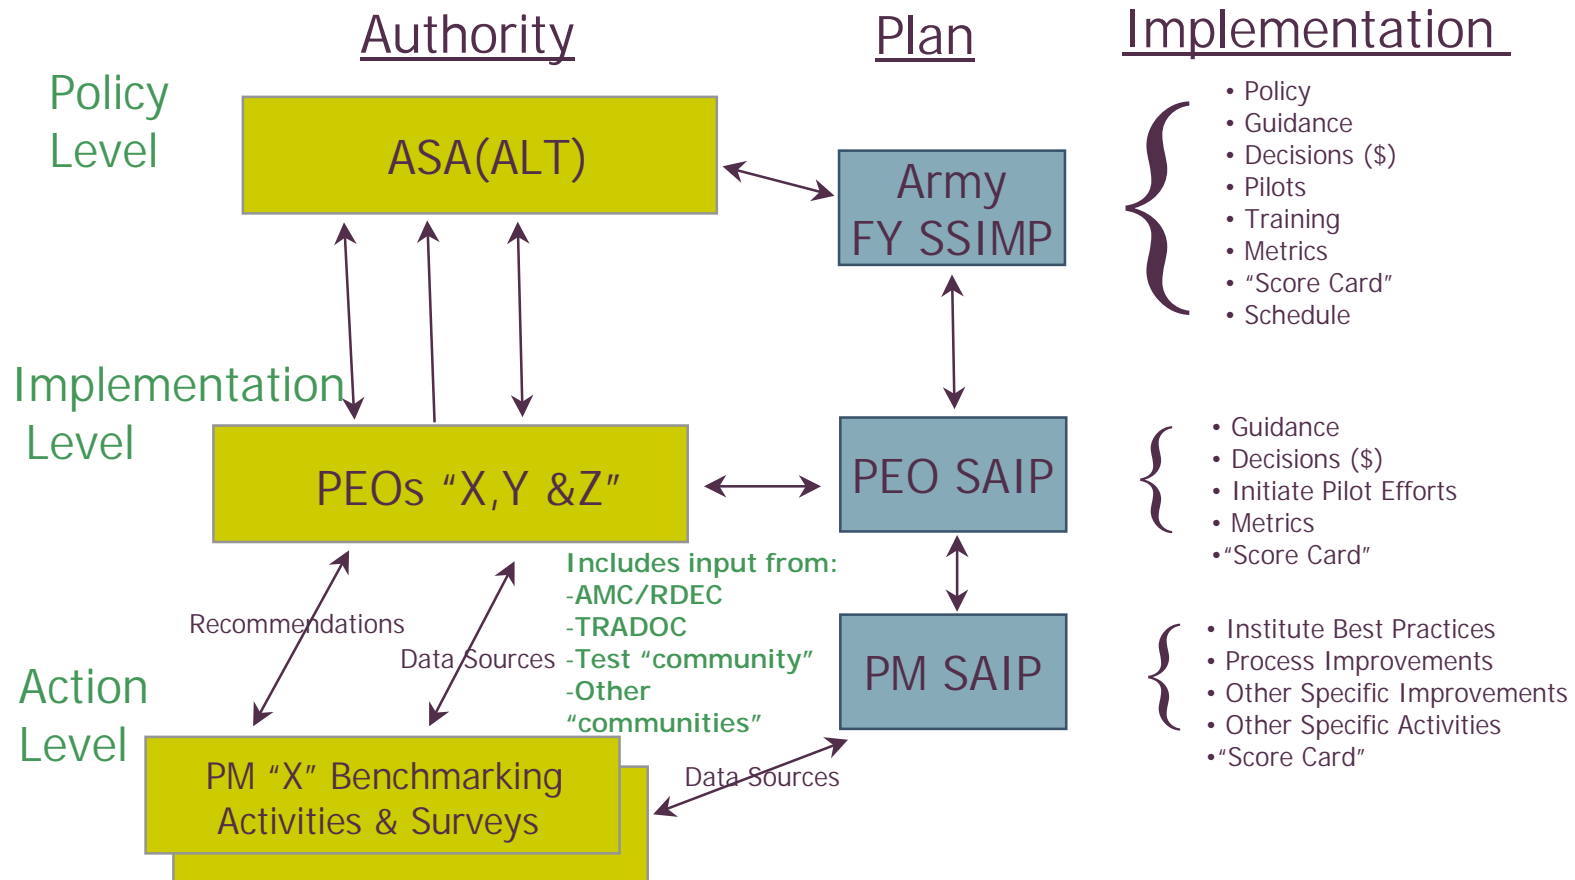 Authority
Plan
Implementation
Policy
Level
ASA(ALT)
Army
FY SSIMP
• Policy
• Guidance
• Decisions ($)
• Pilots
• Training
• Metrics
• “Score Card”
• Schedule
Implementation
Level
PEOs “X,Y &Z”
PEO SAIP
• Guidance
• Decisions ($)
• Initiate Pilot Efforts
• Metrics
•“Score Card”
Recommendations
Data Sources
Includes input from:
-AMC/RDEC
-TRADOC
-Test “community”
-Other
“communities”
Action
Level
PM “X” Benchmarking
Activities & Surveys
Data Sources
PM SAIP
• Institute Best Practices
• Process Improvements
• Other Specific Improvements
• Other Specific Activities
•“Score Card”